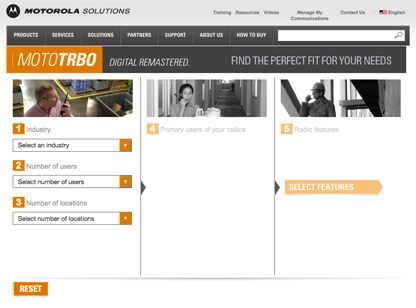 MOTOROLA SOLUTIONS
Training Resources Videos Manage My Communications Contact Us English
PRODUCTS SERVICES SOLUTIONS PARTNERS SUPPORT ABOUT US HOW TO BUY
MOTOTRBO DIGITAL REMASTERED. FIND THE PERFECT FIT FOR YOUR NEEDS
1 Industry
Select an industry
2 Number of users
Select number of users
3 Number of locations
Select number of locations
4 Primary users of your radios
5 Radio features
SELECT FEATURES
RESET